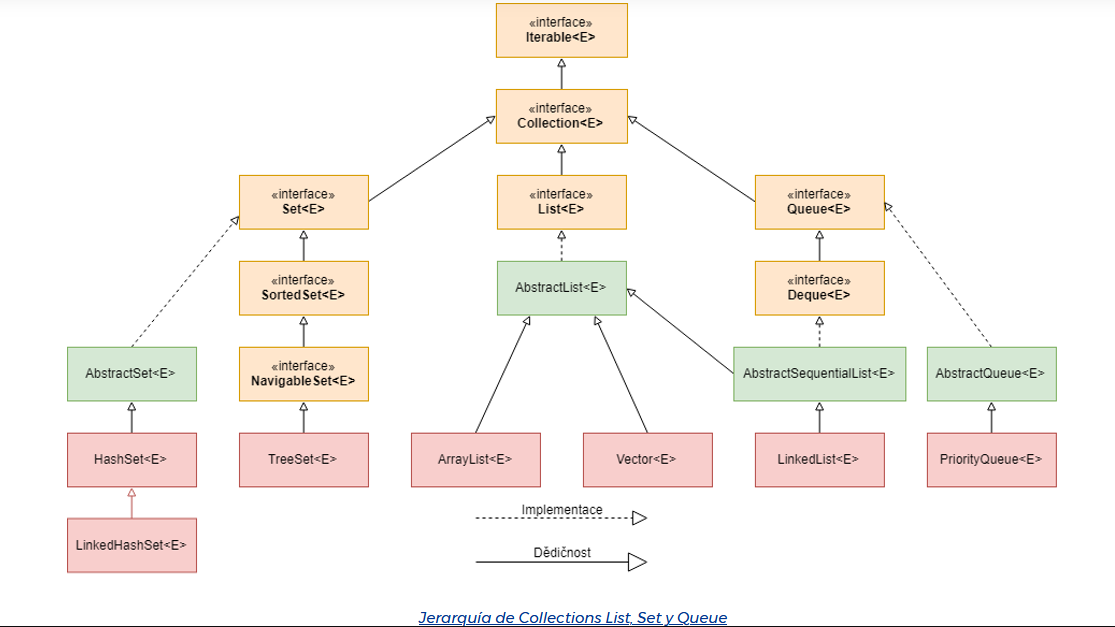 «interface»
Iterable<E>
«interface»
Collection<E>
«interface»
Set<E>
«interface»
List<E>
«interface»
Queue<E>
«interface»
SortedSet<E>
AbstractList<E>
«interface»
Deque<E>
AbstractSet<E>
«interface»
NavigableSet<E>
AbstractSequentialList<E>
AbstractQueue<E>
HashSet<E>
TreeSet<E>
ArrayList<E>
Vector<E>
LinkedList<E>
PriorityQueue<E>
Implementace
LinkedHashSet<E>
Dědičnost
Jerarquía de Collections List, Set y Queue